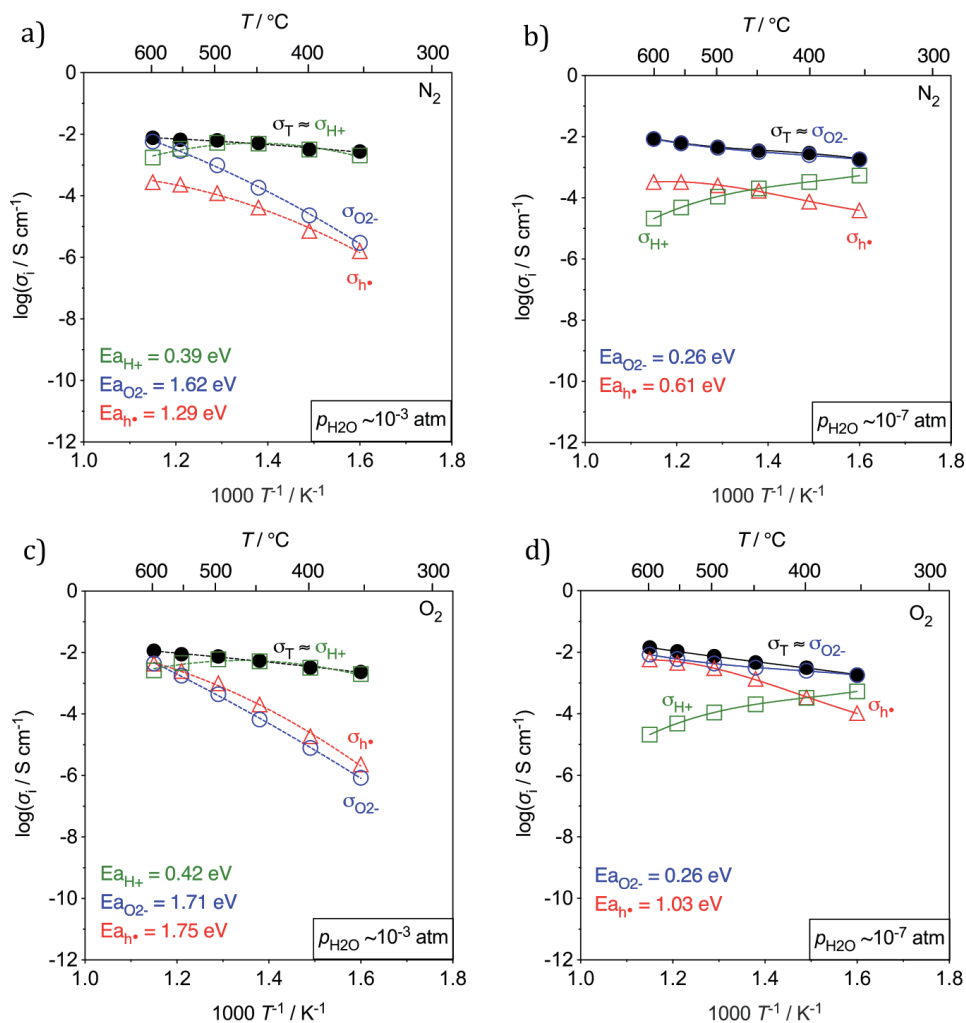 a)
T / °C
600 500 400 300
N2
0
-2
-4
-6
-8
-10
-12
log(σi / S cm-1)
σT ≈ σH+
σO2-
σh•
EaH+ = 0.39 eV
EaO2- = 1.62 eV
Eah• = 1.29 eV
pH2O ~10-3 atm
1.0 1.2 1.4 1.6 1.8
1000 T-1 / K-1
b)
T / °C
600 500 400 300
N2
0
-2
-4
-6
-8
-10
-12
log(σi / S cm-1)
σT ≈ σO2-
σH+
σh•
EaO2- = 0.26 eV
Eah• = 0.61 eV
pH2O ~10-7 atm
1.0 1.2 1.4 1.6 1.8
1000 T-1 / K-1
c)
T / °C
600 500 400 300
O2
0
-2
-4
-6
-8
-10
-12
log(σi / S cm-1)
σT ≈ σH+
σh•
σO2-
EaH+ = 0.42 eV
EaO2- = 1.71 eV
Eah• = 1.75 eV
pH2O ~10-3 atm
1.0 1.2 1.4 1.6 1.8
1000 T-1 / K-1
d)
T / °C
600 500 400 300
O2
0
-2
-4
-6
-8
-10
-12
log(σi / S cm-1)
σT ≈ σO2-
σH+
σh•
EaO2- = 0.26 eV
Eah• = 1.03 eV
pH2O ~10-7 atm
1.0 1.2 1.4 1.6 1.8
1000 T-1 / K-1